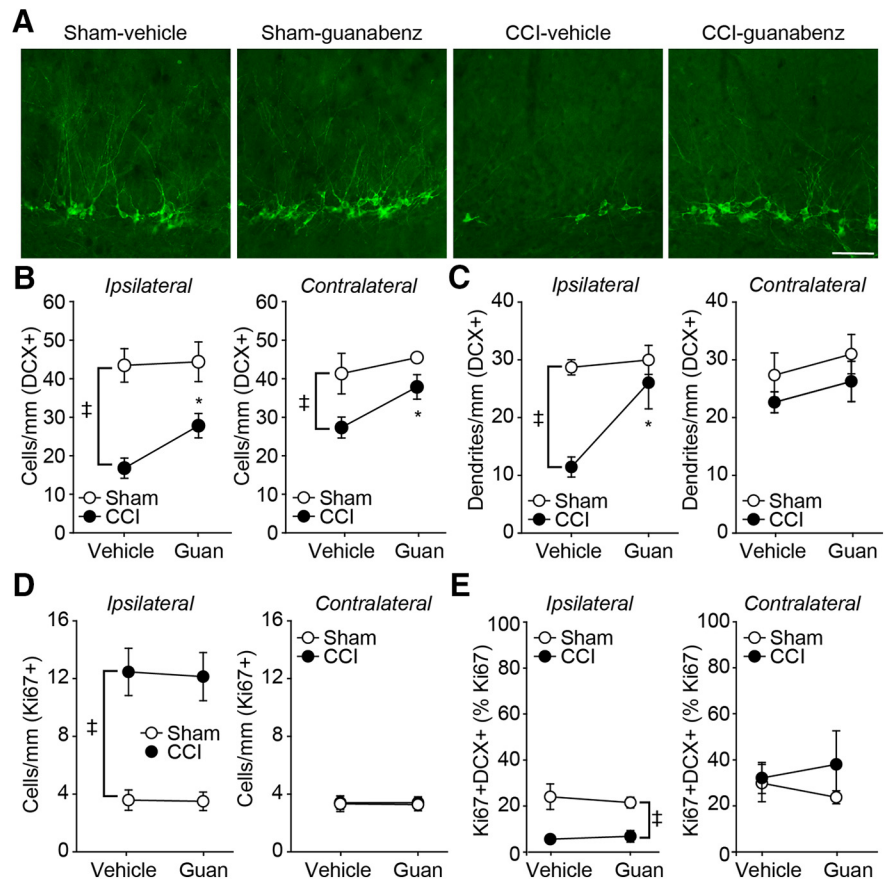 A
Sham-vehicle
Sham-guanabenz
CCI-vehicle
CCI-guanabenz
B
Ipsilateral
Cells/mm (DCX+)
60
50
40
30
20
10
0
‡
*
Sham
CCI
Vehicle
Guan
Contralateral
Cells/mm (DCX+)
60
50
40
30
20
10
0
‡
*
Sham
CCI
Vehicle
Guan
C
Ipsilateral
Dendrites/mm (DCX+)
40
30
20
10
0
‡
*
Sham
CCI
Vehicle
Guan
Contralateral
Dendrites/mm (DCX+)
40
30
20
10
0
Sham
CCI
Vehicle
Guan
D
Ipsilateral
Cells/mm (Ki67+)
16
12
8
4
0
‡
Sham
CCI
Vehicle
Guan
Contralateral
Cells/mm (Ki67+)
16
12
8
4
0
Sham
CCI
Vehicle
Guan
E
Ipsilateral
Ki67+DCX+ (% Ki67)
100
80
60
40
20
0
Sham
CCI
‡
Vehicle
Guan
Contralateral
Ki67+DCX+ (% Ki67)
100
80
60
40
20
0
Sham
CCI
Vehicle
Guan